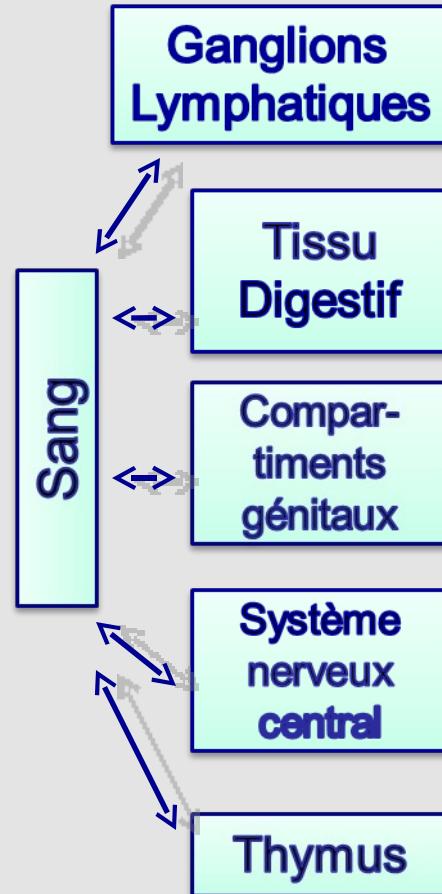 Ganglions
Lymphatiques
Tissu
Digestif
Sang
Compar-
timents
génitaux
Système
nerveux
central
Thymus